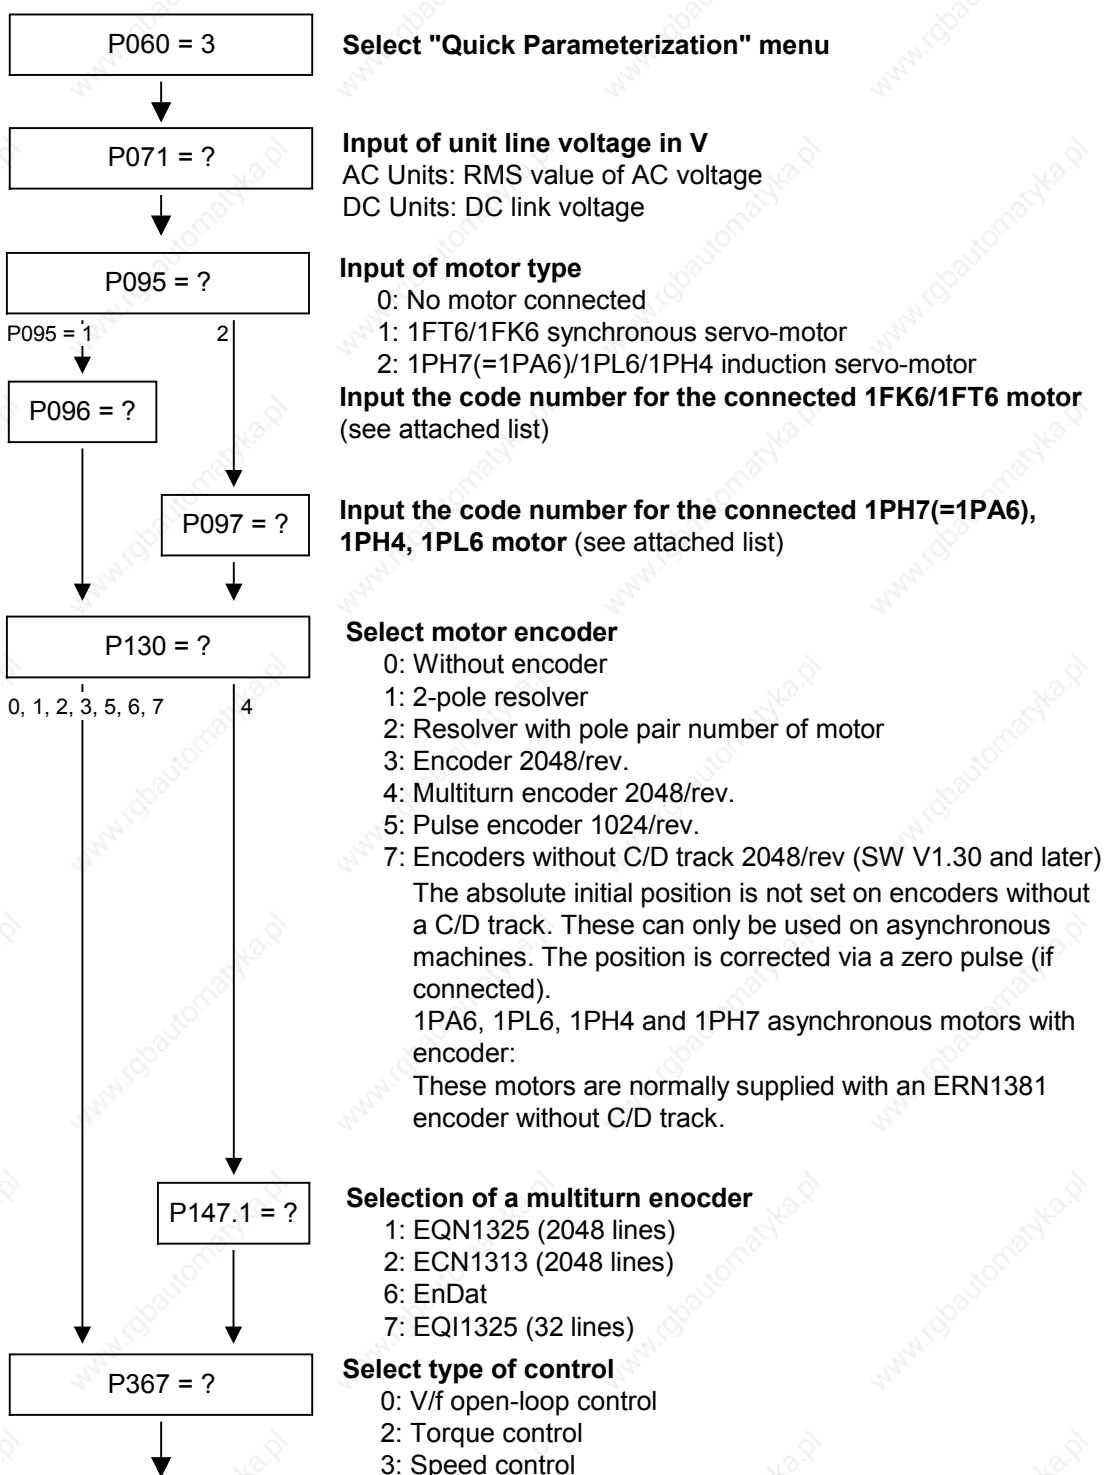 P060 = 3
Select "Quick Parameterization" menu
P071 = ?
Input of unit line voltage in V
AC Units: RMS value of AC voltage
DC Units: DC link voltage
P095 = ?
Input of motor type
0: No motor connected
1: 1FT6/1FK6 synchronous servo-motor
2: 1PH7(=1PA6)/1PL6/1PH4 induction servo-motor
P095 = 1
2
P096 = ?
Input the code number for the connected 1FK6/1FT6 motor
(see attached list)
P097 = ?
Input the code number for the connected 1PH7(=1PA6),
1PH4, 1PL6 motor (see attached list)
P130 = ?
Select motor encoder
0: Without encoder
1: 2-pole resolver
2: Resolver with pole pair number of motor
3: Encoder 2048/rev.
4: Multiturn encoder 2048/rev.
5: Pulse encoder 1024/rev.
7: Encoders without C/D track 2048/rev (SW V1.30 and later)
The absolute initial position is not set on encoders without
a C/D track. These can only be used on asynchronous
machines. The position is corrected via a zero pulse (if
connected).
1PA6, 1PL6, 1PH4 and 1PH7 asynchronous motors with
encoder:
These motors are normally supplied with an ERN1381
encoder without C/D track.
0, 1, 2, 3, 5, 6, 7
4
P147.1 = ?
Selection of a multiturn enocder
1: EQN1325 (2048 lines)
2: ECN1313 (2048 lines)
6: EnDat
7: EQI1325 (32 lines)
P367 = ?
Select type of control
0: V/f open-loop control
2: Torque control
3: Speed control
www.rgbautomatyka.pl